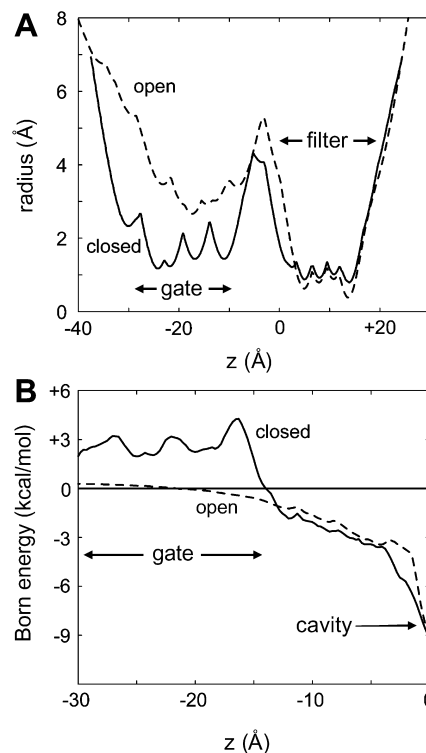 A
8
6
4
2
0
radius (Å)
open
closed
filter
gate
-40
-20
0
+20
z (Å)
B
+6
+3
0
-3
-6
-9
Born energy (kcal/mol)
closed
open
gate
cavity
-30
-20
-10
0
z (Å)